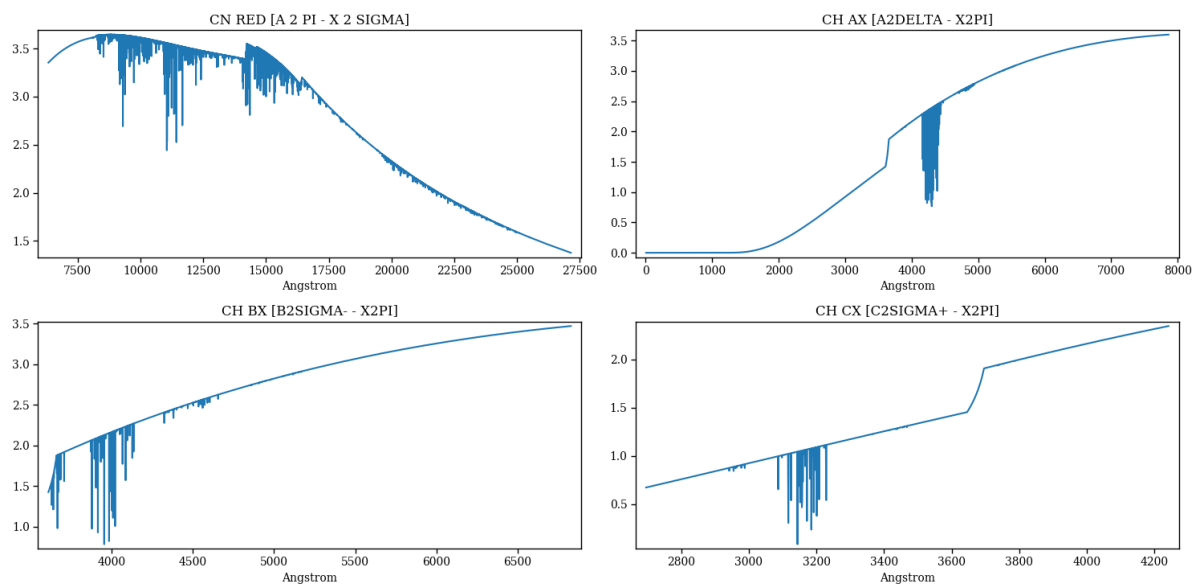 CN RED [A 2 PI - X 2 SIGMA]
3.5
3.0
2.5
2.0
1.5
7500 10000 12500 15000 17500 20000 22500 25000 27500
Angstrom
CH AX [A2DELTA - X2PI]
3.5
3.0
2.5
2.0
1.5
1.0
0.5
0.0
0 1000 2000 3000 4000 5000 6000 7000 8000
Angstrom
CH BX [B2SIGMA- - X2PI]
3.5
3.0
2.5
2.0
1.5
1.0
4000 4500 5000 5500 6000 6500
Angstrom
CH CX [C2SIGMA+ - X2PI]
2.0
1.5
1.0
0.5
2800 3000 3200 3400 3600 3800 4000 4200
Angstrom